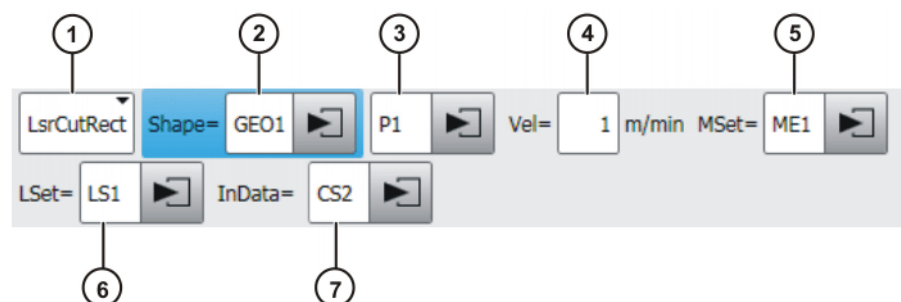 1 2 3 4 5
LsrCutRect Shape= GEO1 P1 Vel= 1 m/min MSet= ME1
LSet= LS1 InData= CS2
6 7